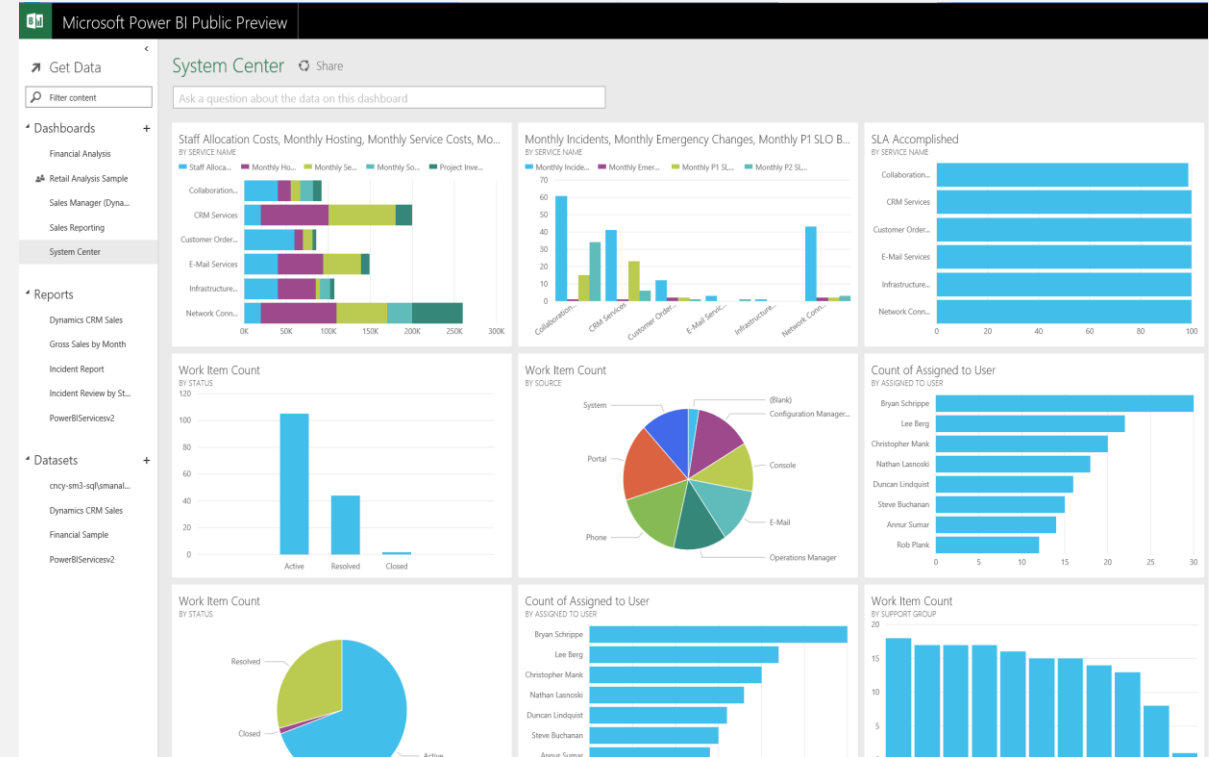 Microsoft Power BI Public Preview
Get Data
Filter content
Dashboards +
Financial Analysis
Retail Analysis Sample
Sales Manager (Dyna...
Sales Reporting
System Center
Reports
Dynamics CRM Sales
Gross Sales by Month
Incident Report
Incident Review by St...
PowerBIServicesv2
Datasets +
cncy-sm3-sql\smanal...
Dynamics CRM Sales
Financial Sample
PowerBIServicesv2
System Center Share
Ask a question about the data on this dashboard
Staff Allocation Costs, Monthly Hosting, Monthly Service Costs, Mo...
BY SERVICE NAME
Staff Alloca... Monthly Ho... Monthly Se... Monthly So... Project Inve...
Collaboration...
CRM Services
Customer Order...
E-Mail Services
Infrastructure...
Network Conn...
0K 50K 100K 150K 200K 250K 300K
Monthly Incidents, Monthly Emergency Changes, Monthly P1 SLO B...
BY SERVICE NAME
Monthly Incide... Monthly Emer... Monthly P1 SL... Monthly P2 SL...
70
60
50
40
30
20
10
0
Collaboration... CRM Services Customer Order... E-Mail Servic... Infrastructure... Network Conn...
SLA Accomplished
BY SERVICE NAME
Collaboration...
CRM Services
Customer Order...
E-Mail Services
Infrastructure...
Network Conn...
0 20 40 60 80 100
Work Item Count
BY STATUS
120
100
80
60
40
20
0
Active Resolved Closed
Work Item Count
BY SOURCE
System
(Blank)
Configuration Manager...
Portal
Console
E-Mail
Phone
Operations Manager
Count of Assigned to User
BY ASSIGNED TO USER
Bryan Schrippe
Lee Berg
Christopher Mank
Nathan Lasnoski
Duncan Lindquist
Steve Buchanan
Annur Sumar
Rob Plank
0 5 10 15 20 25 30
Work Item Count
BY STATUS
Resolved
Closed
Active
Count of Assigned to User
BY ASSIGNED TO USER
Bryan Schrippe
Lee Berg
Christopher Mank
Nathan Lasnoski
Duncan Lindquist
Steve Buchanan
Annur Sumar
Work Item Count
BY SUPPORT GROUP
20
15
10
5